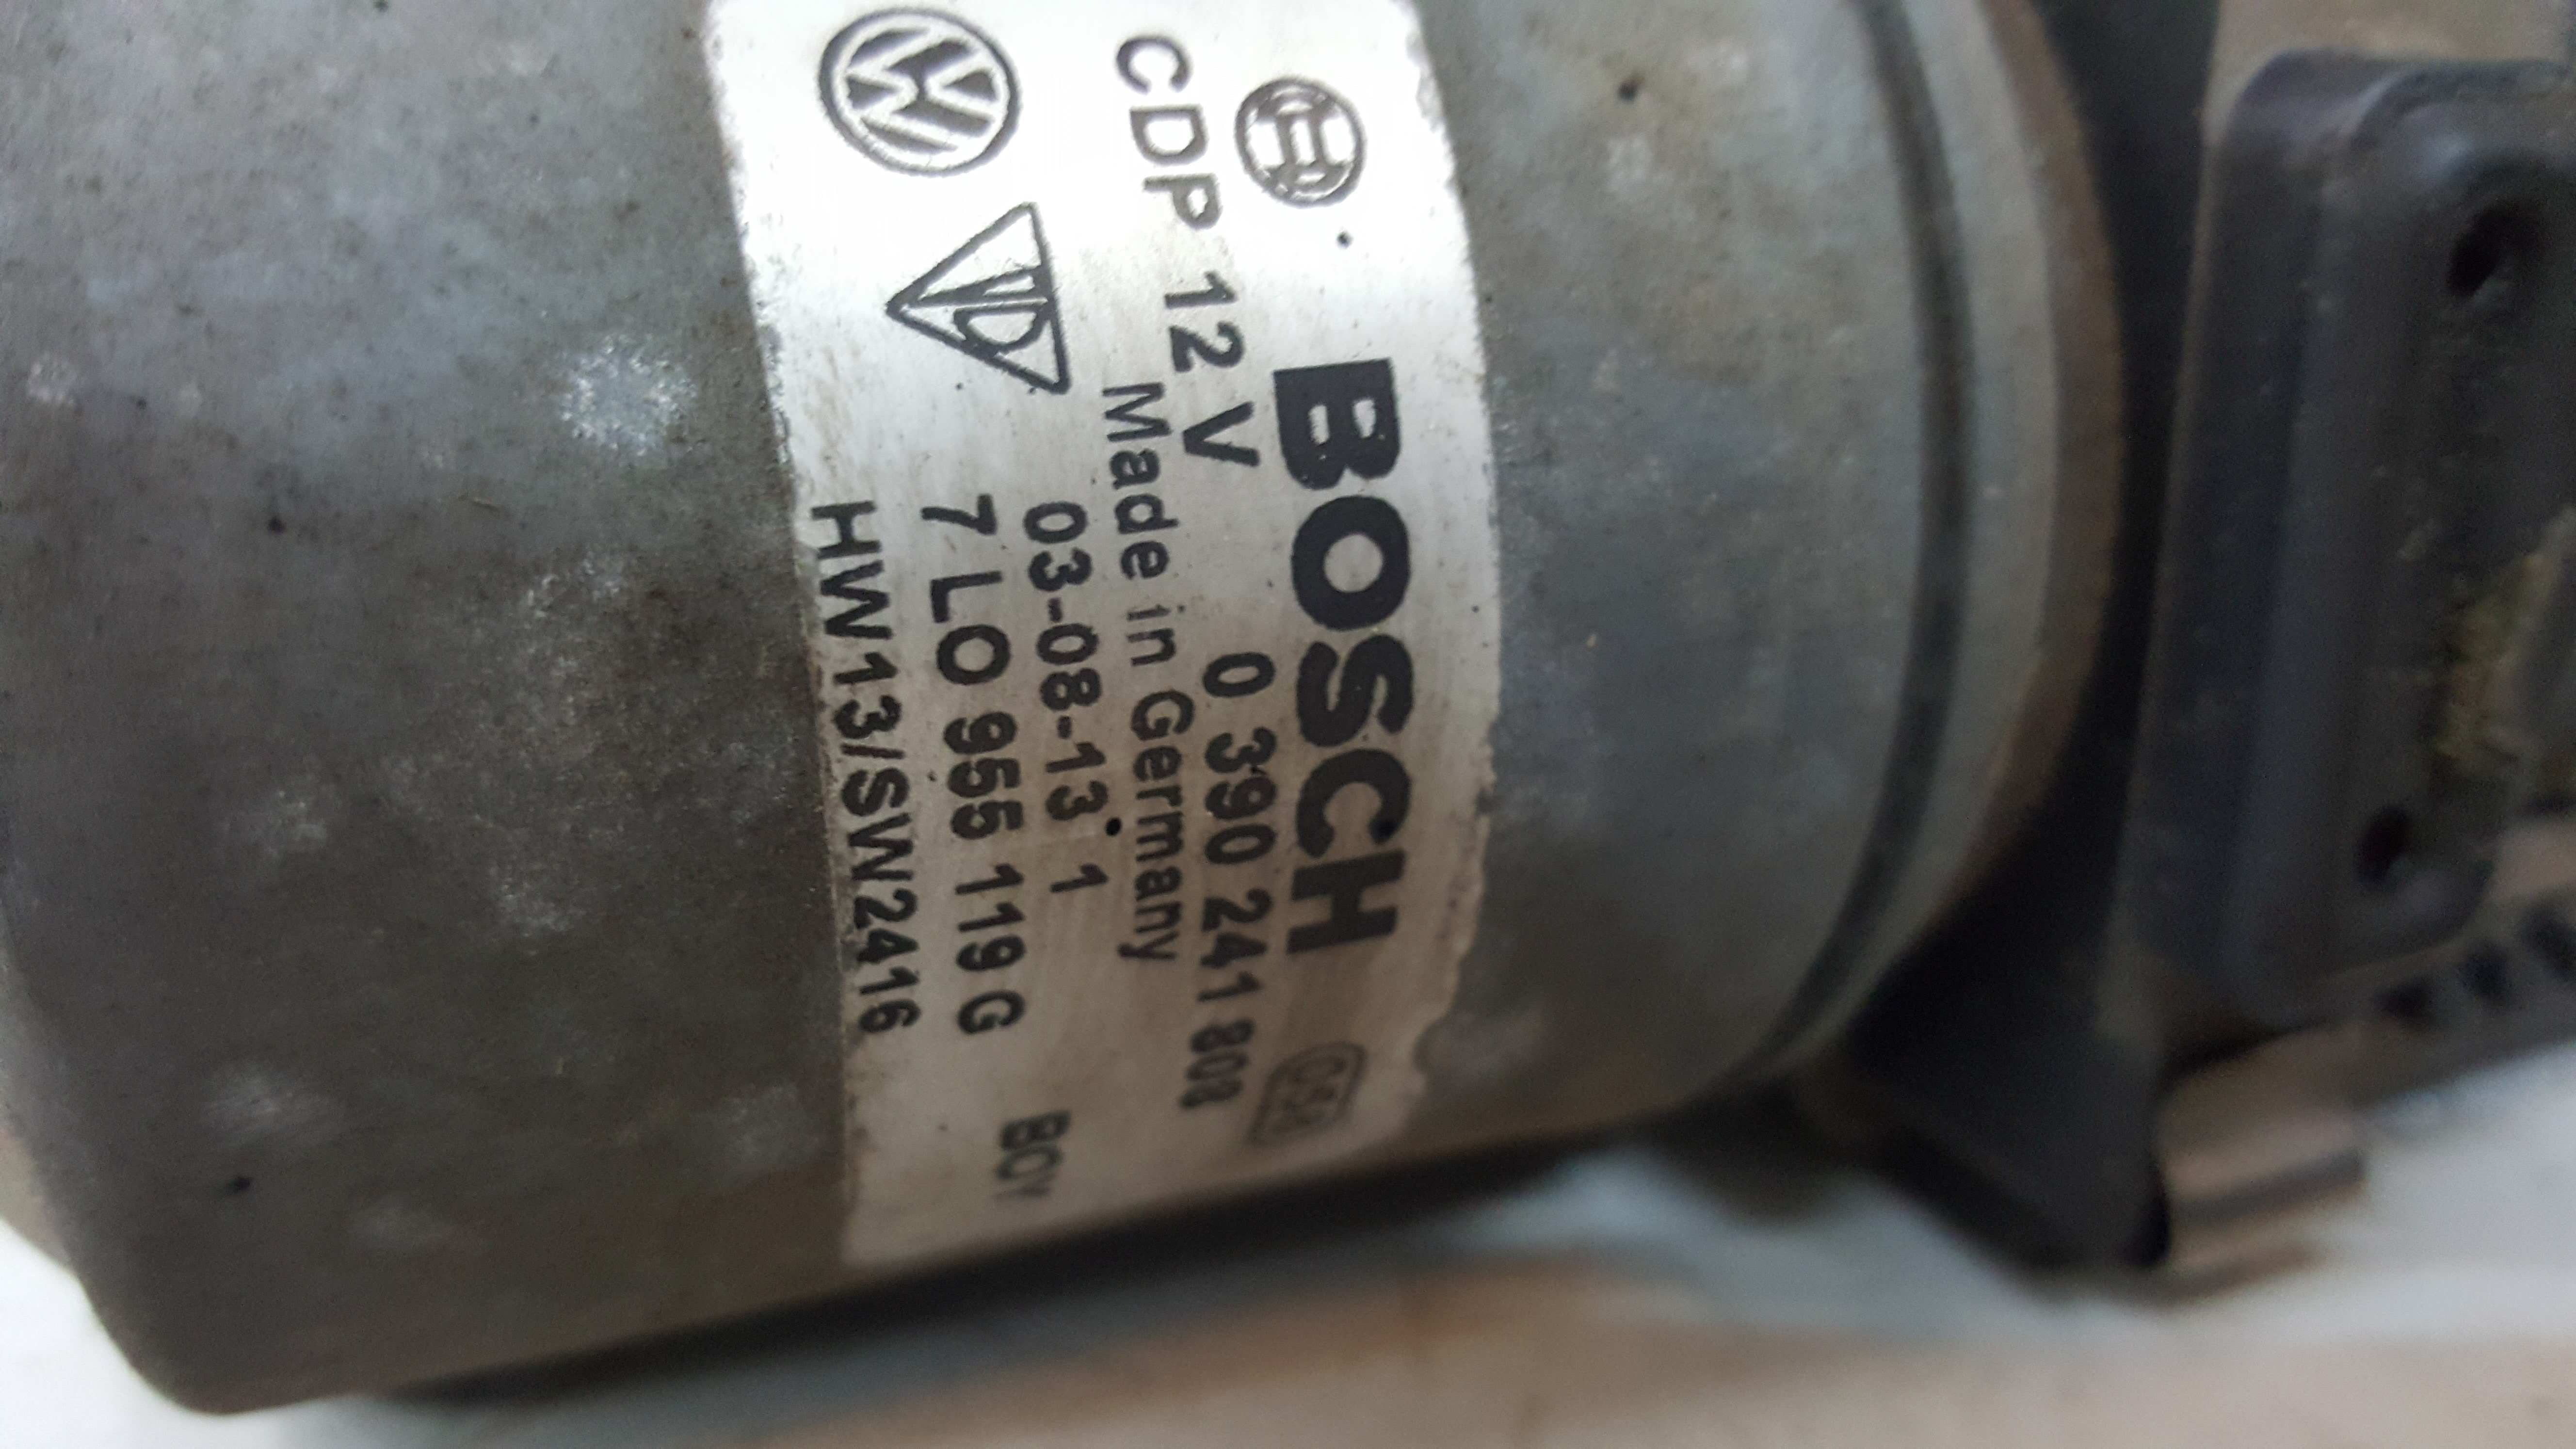 BOSCH
CDP 12 V 0 390 241 808
Made in Germany
03-08-13 1
7 L0 955 119 G
HW13/SW2416